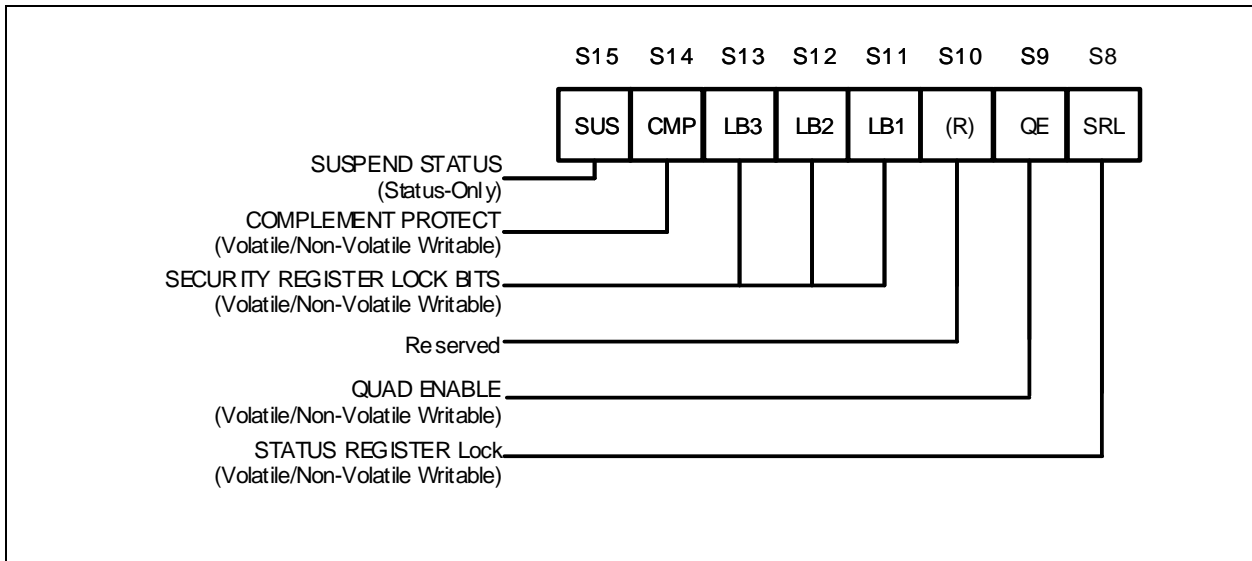 S15 S14 S13 S12 S11 S10 S9 S8
SUS CMP LB3 LB2 LB1 (R) QE SRL
SUSPEND STATUS
(Status-Only)
COMPLEMENT PROTECT
(Volatile/Non-Volatile Writable)
SECURITY REGISTER LOCK BITS
(Volatile/Non-Volatile Writable)
Reserved
QUAD ENABLE
(Volatile/Non-Volatile Writable)
STATUS REGISTER Lock
(Volatile/Non-Volatile Writable)